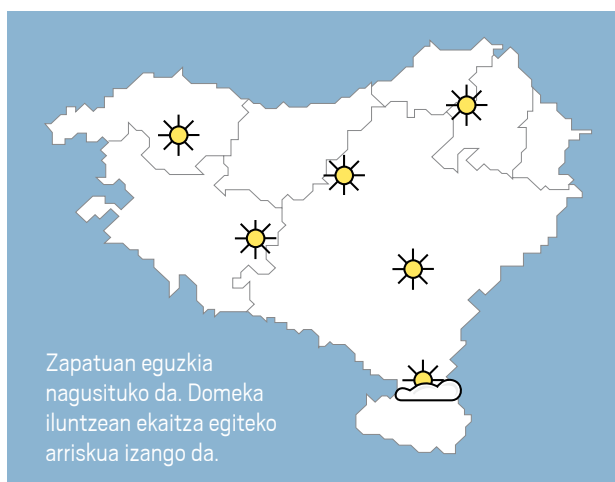 Zapatuan eguzkia
nagusituko da. Domeka
iluntzean ekaitza egiteko
arriskua izango da.